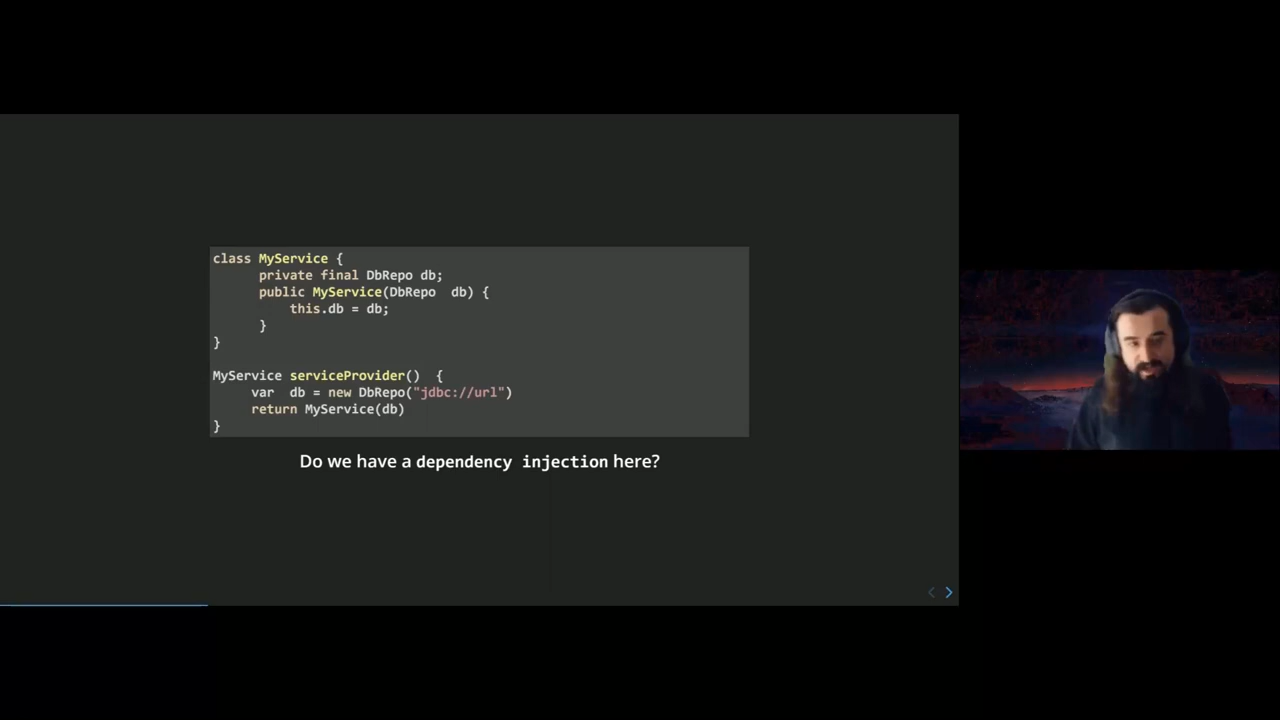 class MyService {
private final DbRepo db;
public MyService(DbRepo  db) {
this.db = db;
}
}
MyService serviceProvider()  {
var  db = new DbRepo("jdbc://url")
return MyService(db)
}
Do we have a dependency injection here?